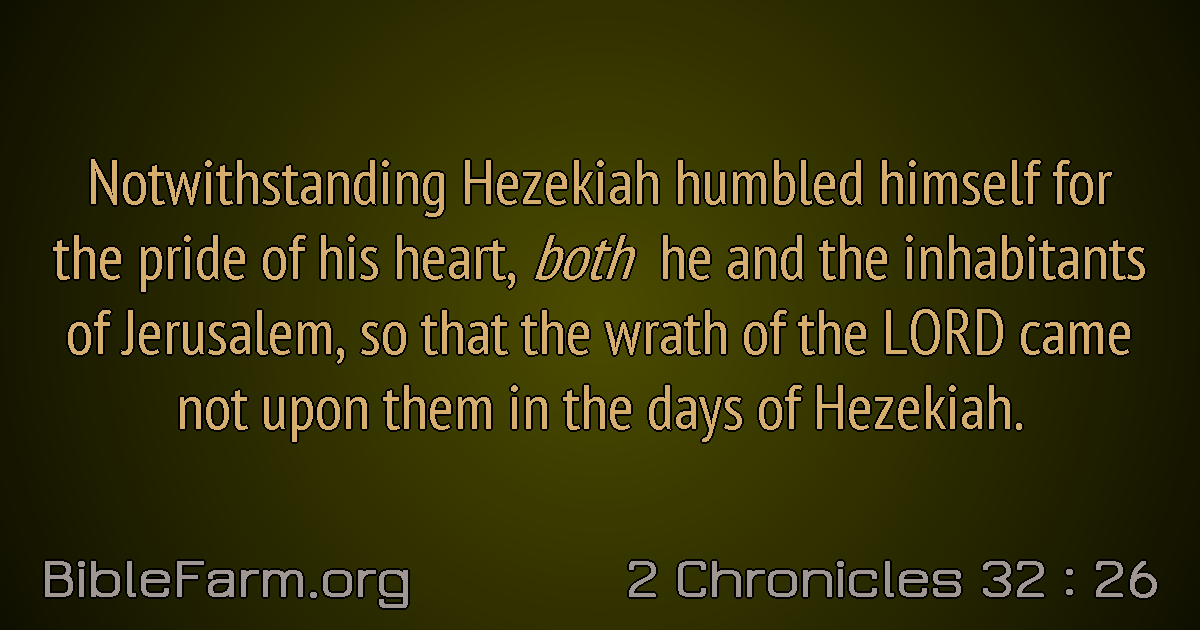 Notwithstanding Hezekiah humbled himself for
the pride of his heart, both he and the inhabitants
of Jerusalem, so that the wrath of the LORD came
not upon them in the days of Hezekiah.
BibleFarm.org
2 Chronicles 32 : 26